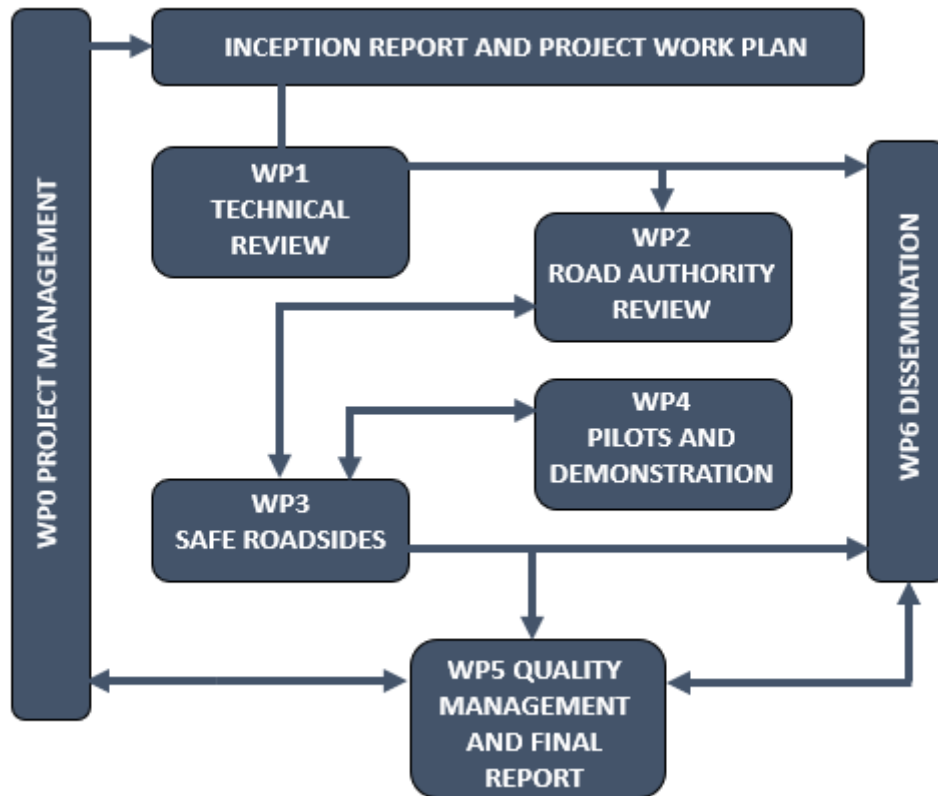 WP0 PROJECT MANAGEMENT
INCEPTION REPORT AND PROJECT WORK PLAN
WP1
TECHNICAL
REVIEW
WP2
ROAD AUTHORITY
REVIEW
WP4
PILOTS AND
DEMONSTRATION
WP3
SAFE ROADSIDES
WP5 QUALITY
MANAGEMENT
AND FINAL
REPORT
WP6 DISSEMINATION